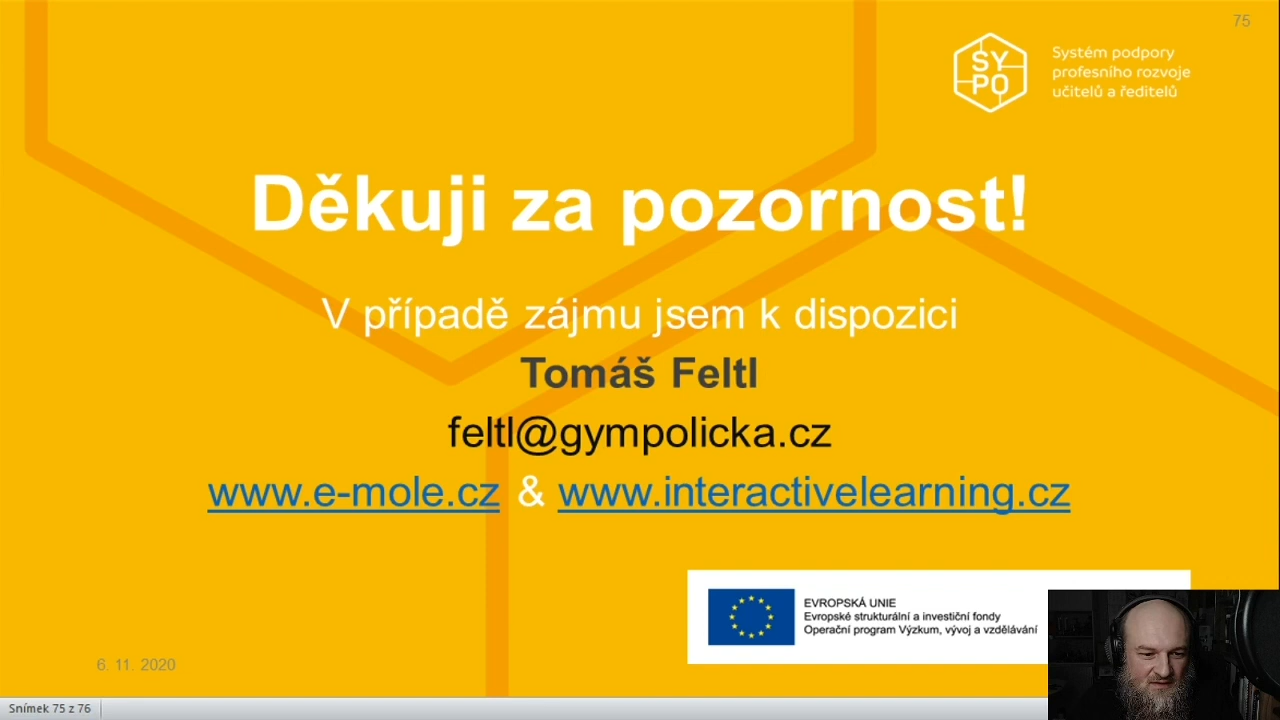 75
SYPO
Systém podpory
profesního rozvoje
učitelů a ředitelů
Děkuji za pozornost!
V případě zájmu jsem k dispozici
Tomáš Feltl
feltl@gympolicka.cz
www.e-mole.cz & www.interactivelearning.cz
EVROPSKÁ UNIE
Evropské strukturální a investiční fondy
Operační program Výzkum, vývoj a vzdělávání
6. 11. 2020
Snímek 75 z 76